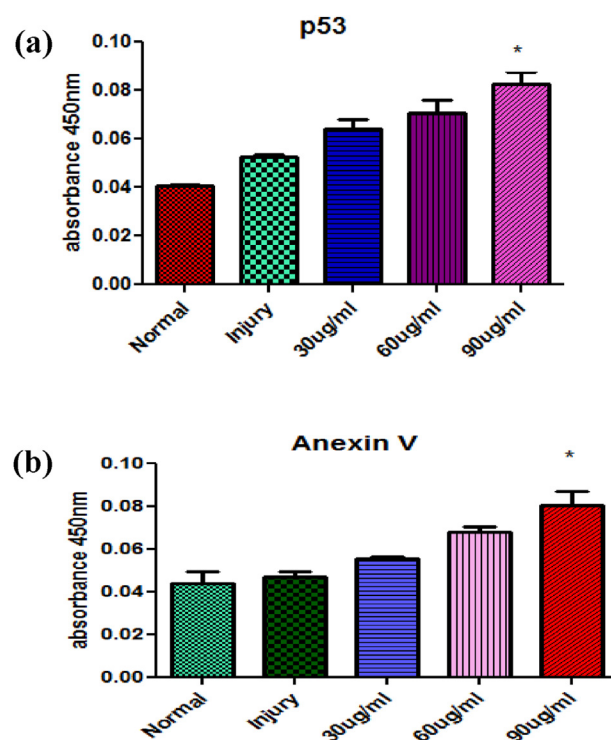 (a)
p53
*
absorbance 450nm
0.10
0.08
0.06
0.04
0.02
0.00
Normal
Injury
30ug/ml
60ug/ml
90ug/ml
(b)
Anexin V
*
absorbance 450nm
0.10
0.08
0.06
0.04
0.02
0.00
Normal
Injury
30ug/ml
60ug/ml
90ug/ml